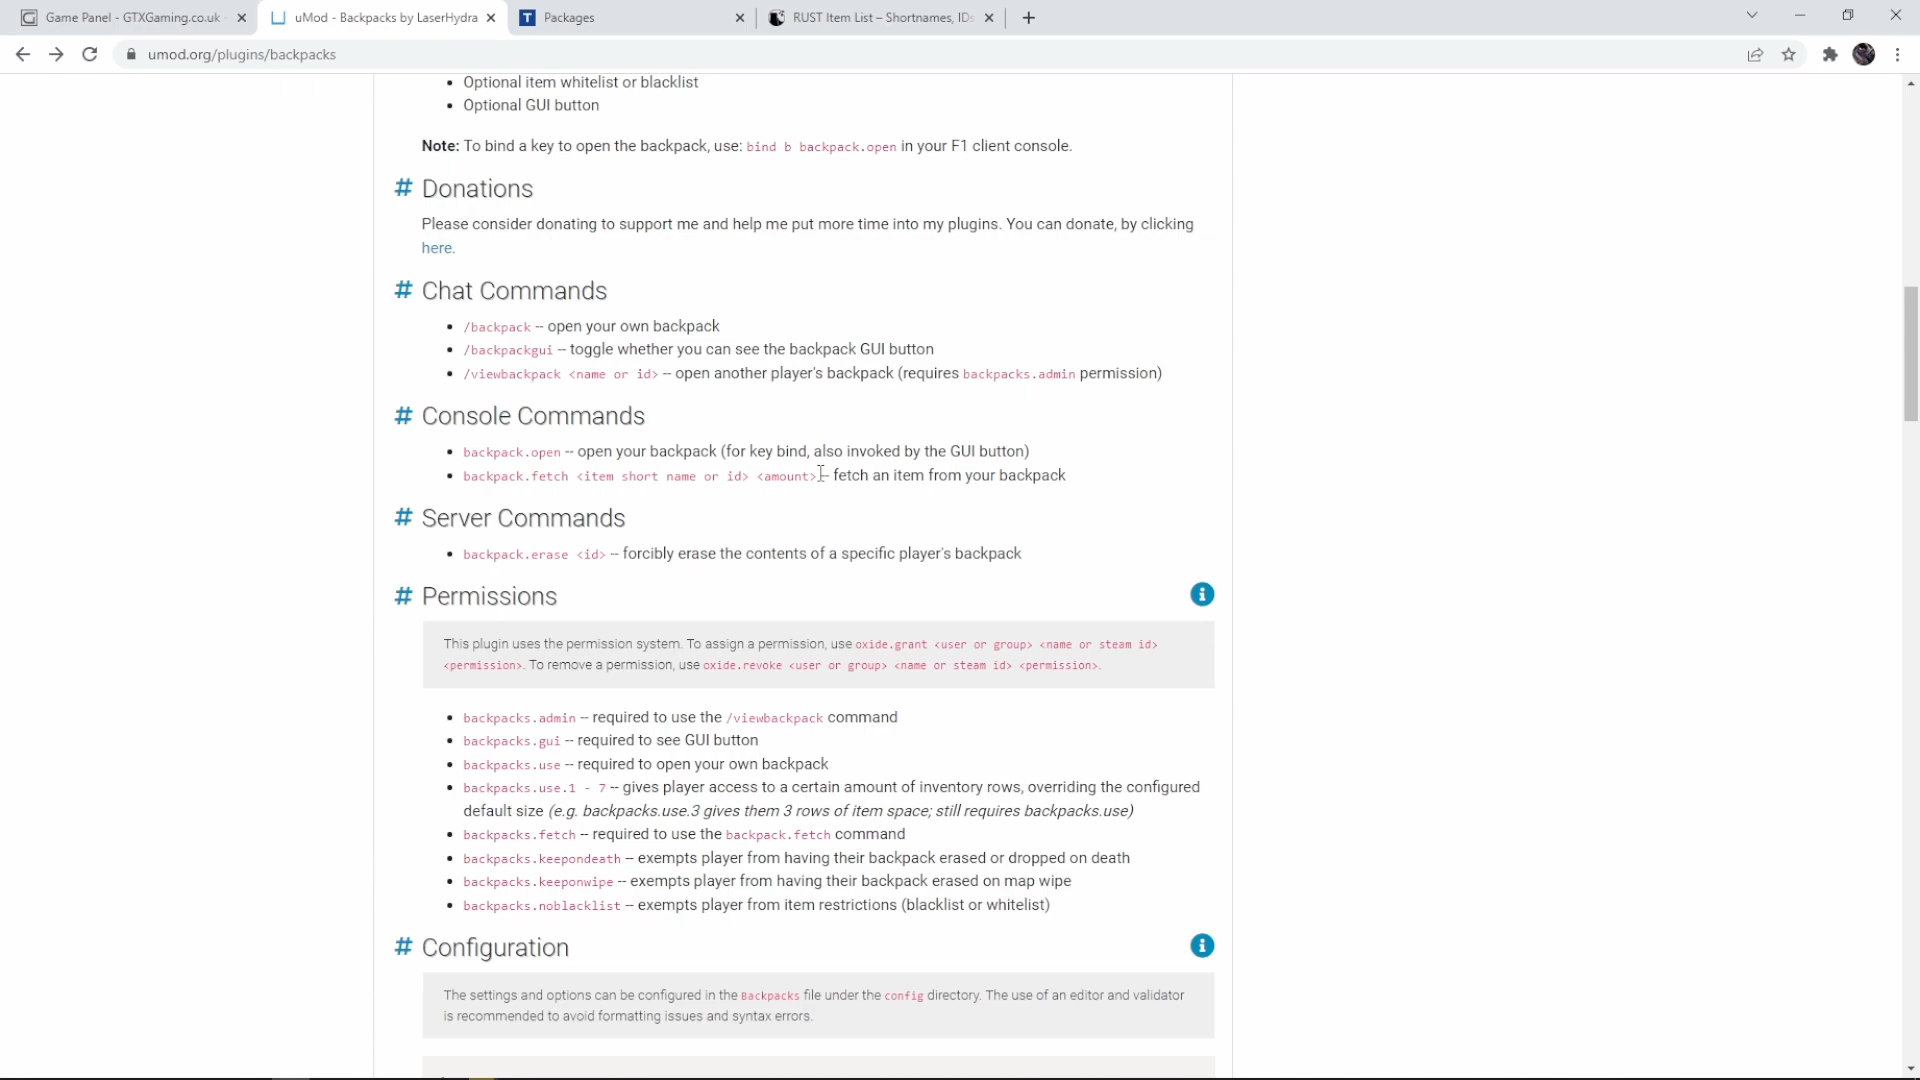 Game Panel - GTXGaming.co.uk
uMod - Backpacks by LaserHydra
Packages
RUST Item List – Shortnames, IDs
umod.org/plugins/backpacks
• Optional item whitelist or blacklist
• Optional GUI button
Note: To bind a key to open the backpack, use: bind b backpack.open in your F1 client console.
# Donations
Please consider donating to support me and help me put more time into my plugins. You can donate, by clicking
here.
# Chat Commands
• /backpack -- open your own backpack
• /backpackgui -- toggle whether you can see the backpack GUI button
• /viewbackpack <name or id> -- open another player's backpack (requires backpacks.admin permission)
# Console Commands
• backpack.open -- open your backpack (for key bind, also invoked by the GUI button)
• backpack.fetch <item short name or id> <amount> -- fetch an item from your backpack
# Server Commands
• backpack.erase <id> -- forcibly erase the contents of a specific player's backpack
# Permissions
This plugin uses the permission system. To assign a permission, use oxide.grant <user or group> <name or steam id>
<permission>. To remove a permission, use oxide.revoke <user or group> <name or steam id> <permission>.
• backpacks.admin -- required to use the /viewbackpack command
• backpacks.gui -- required to see GUI button
• backpacks.use -- required to open your own backpack
• backpacks.use.1 - 7 -- gives player access to a certain amount of inventory rows, overriding the configured
default size (e.g. backpacks.use.3 gives them 3 rows of item space; still requires backpacks.use)
• backpacks.fetch -- required to use the backpack.fetch command
• backpacks.keepondeath -- exempts player from having their backpack erased or dropped on death
• backpacks.keeponwipe -- exempts player from having their backpack erased on map wipe
• backpacks.noblacklist -- exempts player from item restrictions (blacklist or whitelist)
# Configuration
The settings and options can be configured in the Backpacks file under the config directory. The use of an editor and validator
is recommended to avoid formatting issues and syntax errors.